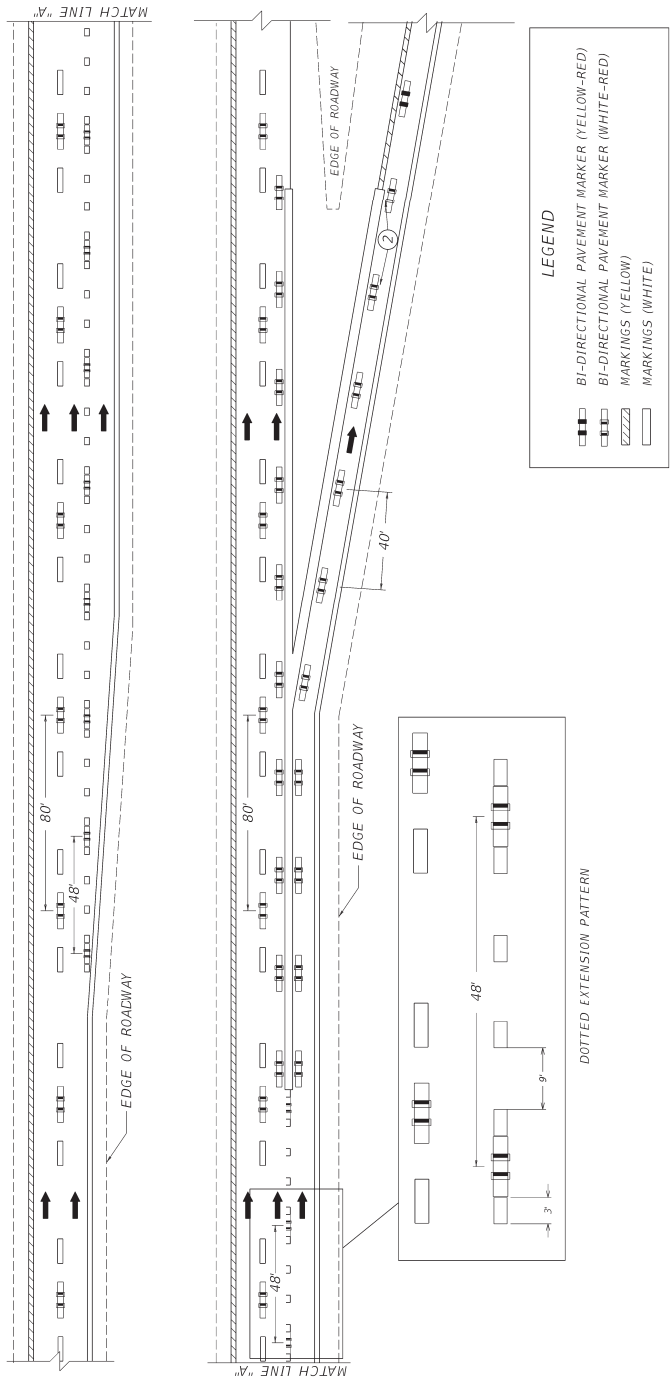 MATCH LINE "A"
80'
48'
EDGE OF ROADWAY
EDGE OF ROADWAY
2
40'
80'
EDGE OF ROADWAY
48'
MATCH LINE "A"
48'
9'
3'
DOTTED EXTENSION PATTERN
LEGEND
BI-DIRECTIONAL PAVEMENT MARKER (YELLOW-RED)
BI-DIRECTIONAL PAVEMENT MARKER (WHITE-RED)
MARKINGS (YELLOW)
MARKINGS (WHITE)